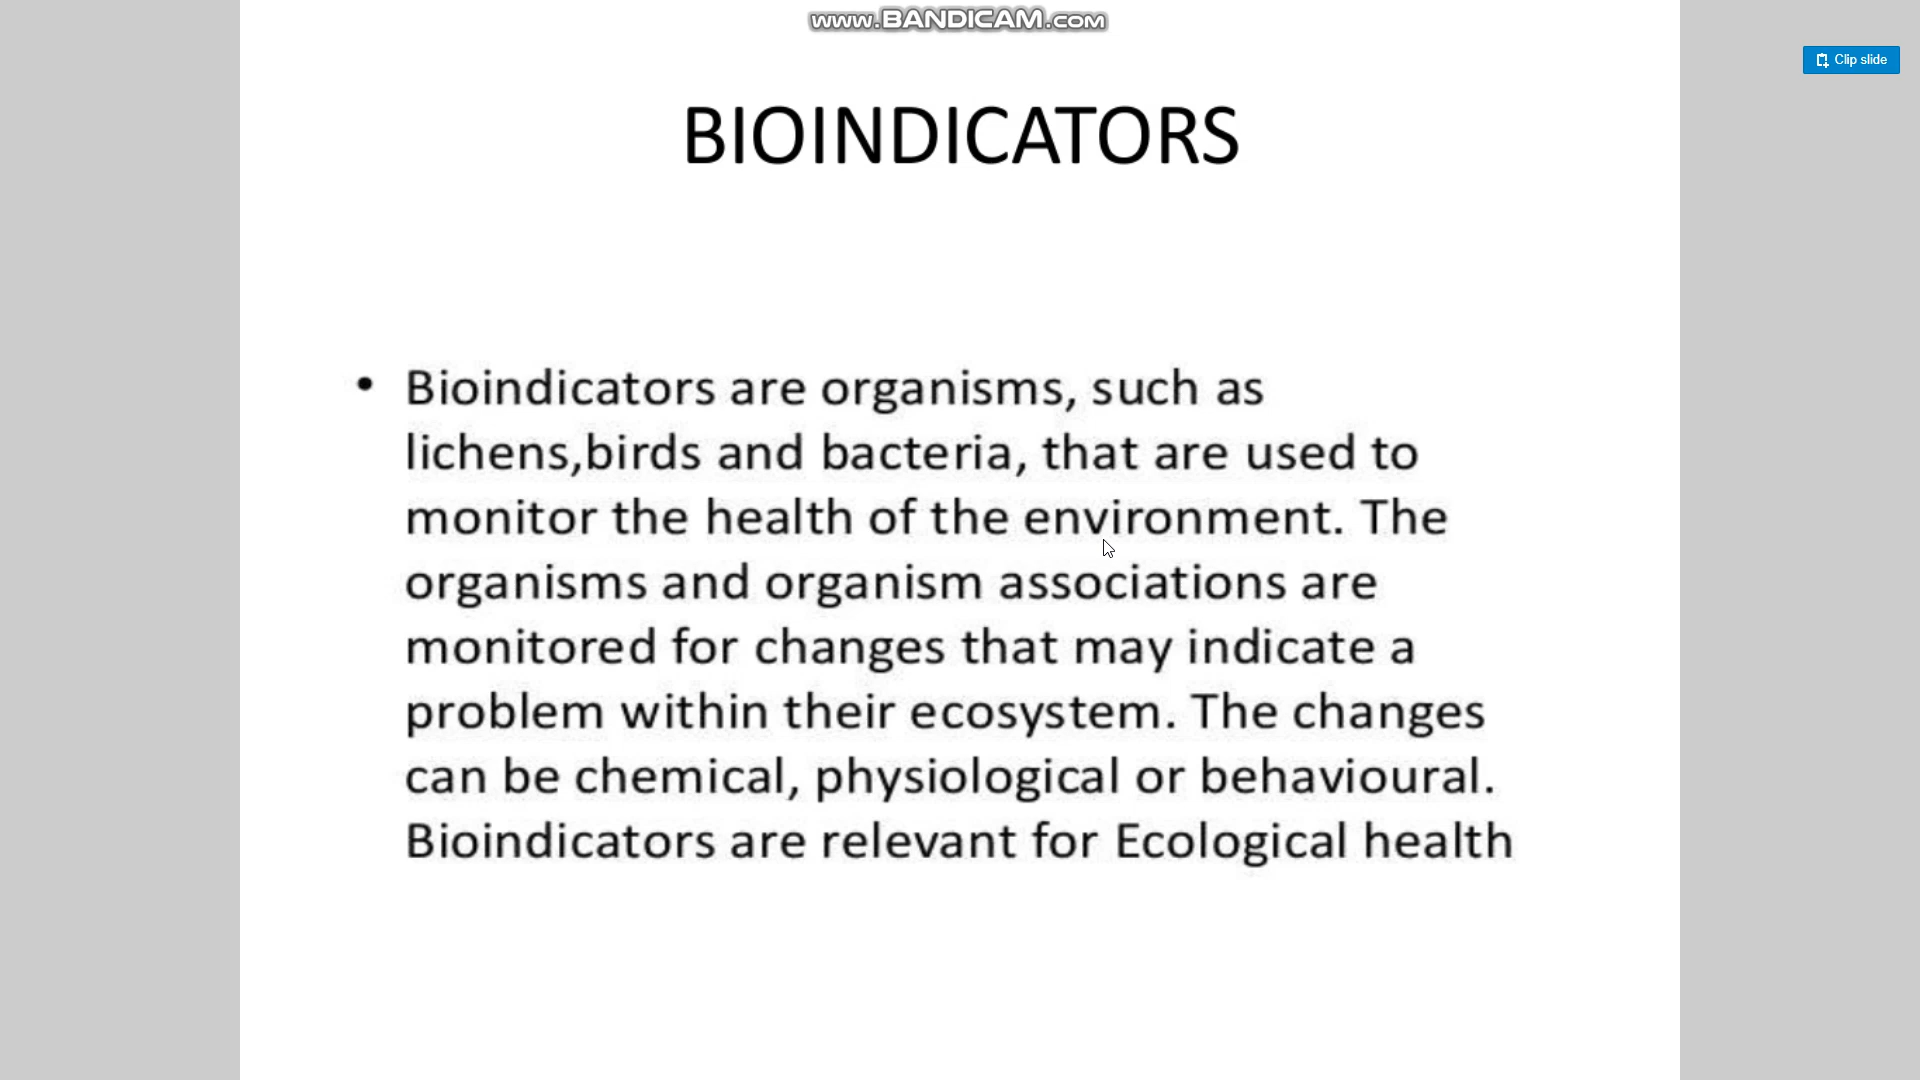 www.BANDICAM.com
Clip slide
BIOINDICATORS
• Bioindicators are organisms, such as
lichens,birds and bacteria, that are used to
monitor the health of the environment. The
organisms and organism associations are
monitored for changes that may indicate a
problem within their ecosystem. The changes
can be chemical, physiological or behavioural.
Bioindicators are relevant for Ecological health